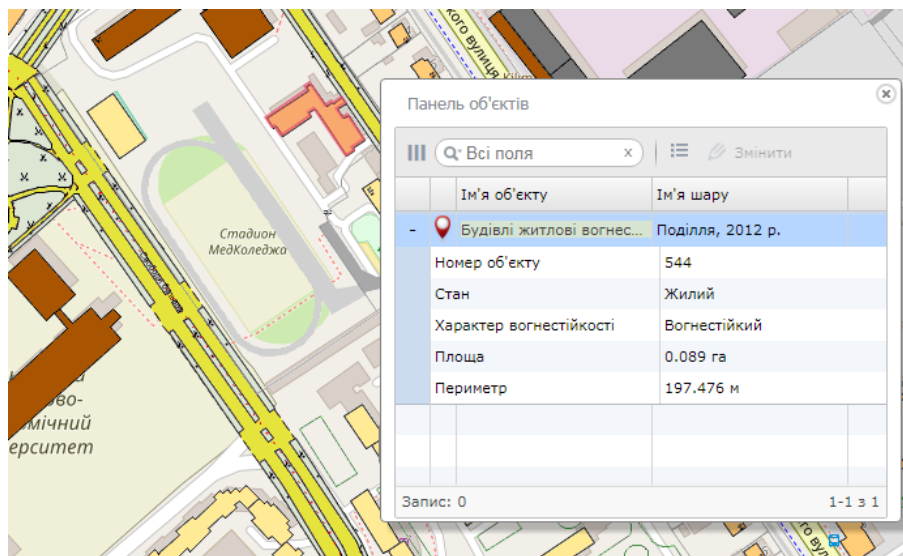 кого вулиця
Стадион
МедКоледжа
во-
мічний
ерситет
Панель об'єктів
Всі поля x
Змінити
Ім'я об'єкту Ім'я шару
- Будівлі житлові вогнес... Поділля, 2012 р.
Номер об'єкту 544
Стан Жилий
Характер вогнестійкості Вогнестійкий
Площа 0.089 га
Периметр 197.476 м
Запис: 0 1-1 з 1